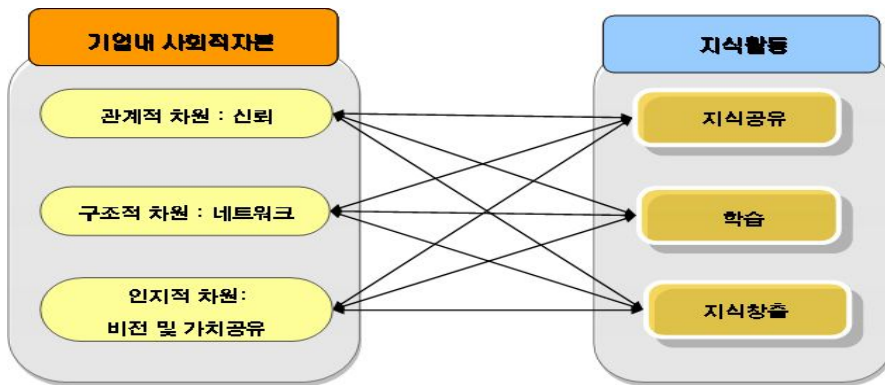 기업내 사회적자본
관계적 차원 : 신뢰
구조적 차원 : 네트워크
인지적 차원:
비전 및 가치공유
지식활동
지식공유
학습
지식창출